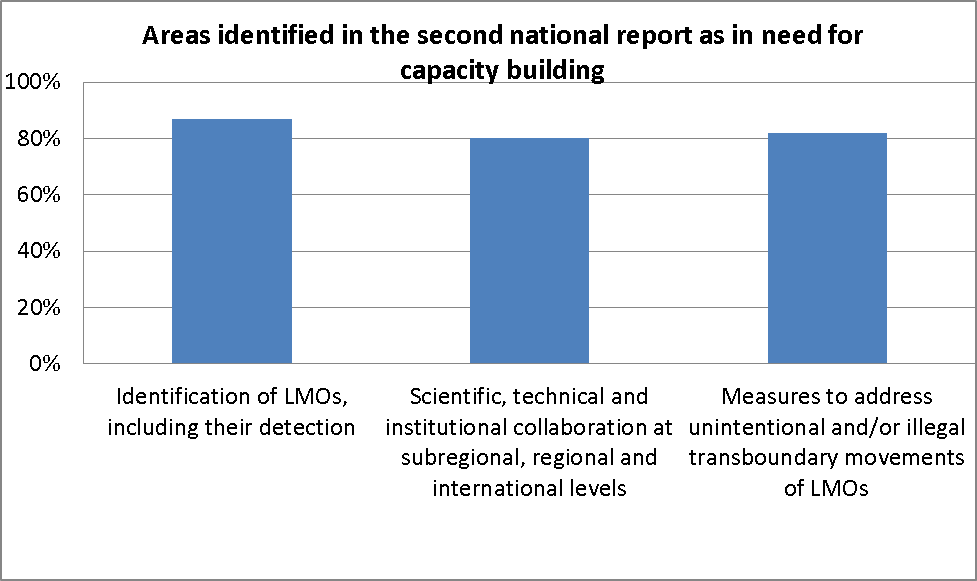 Areas identified in the second national report as in need for
capacity building
100%
80%
60%
40%
20%
0%
Identification of LMOs,
including their detection
Scientific, technical and
institutional collaboration at
subregional, regional and
international levels
Measures to address
unintentional and/or illegal
transboundary movements
of LMOs